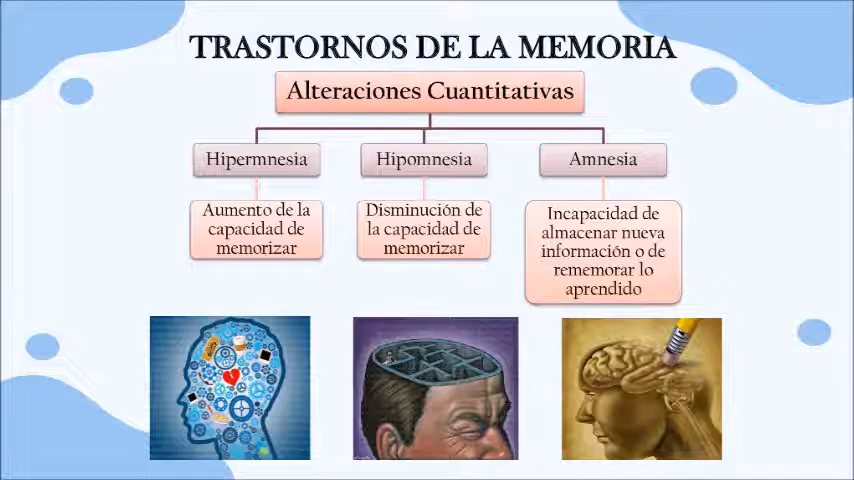 TRASTORNOS DE LA MEMORIA
Alteraciones Cuantitativas
Hipermnesia
Hipomnesia
Amnesia
Aumento de la
capacidad de
memorizar
Disminución de
la capacidad de
memorizar
Incapacidad de
almacenar nueva
información o de
rememorar lo
aprendido